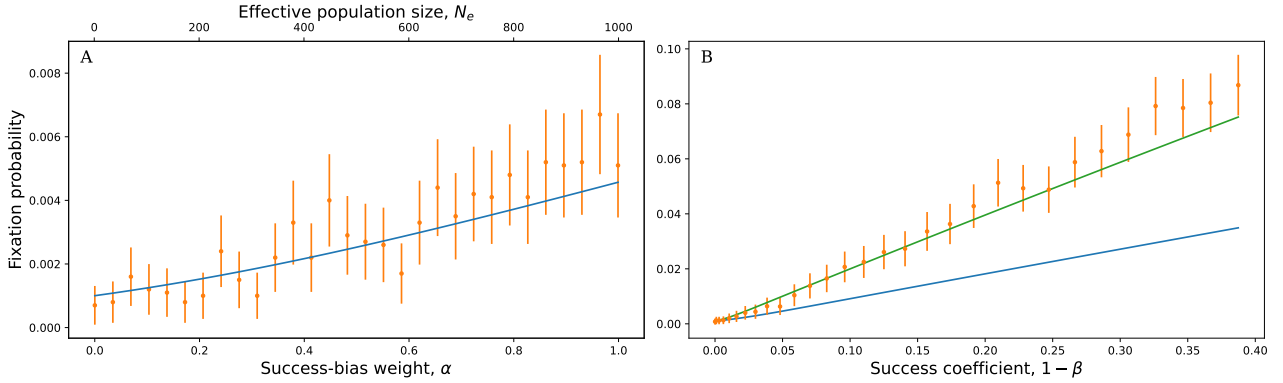 Effective population size, Nₑ
0 200 400 600 800 1000
A
0.008
0.006
0.004
0.002
0.000
Fixation probability
0.0 0.2 0.4 0.6 0.8 1.0
Success-bias weight, α
B
0.10
0.08
0.06
0.04
0.02
0.00
0.00 0.05 0.10 0.15 0.20 0.25 0.30 0.35 0.40
Success coefficient, 1 − β